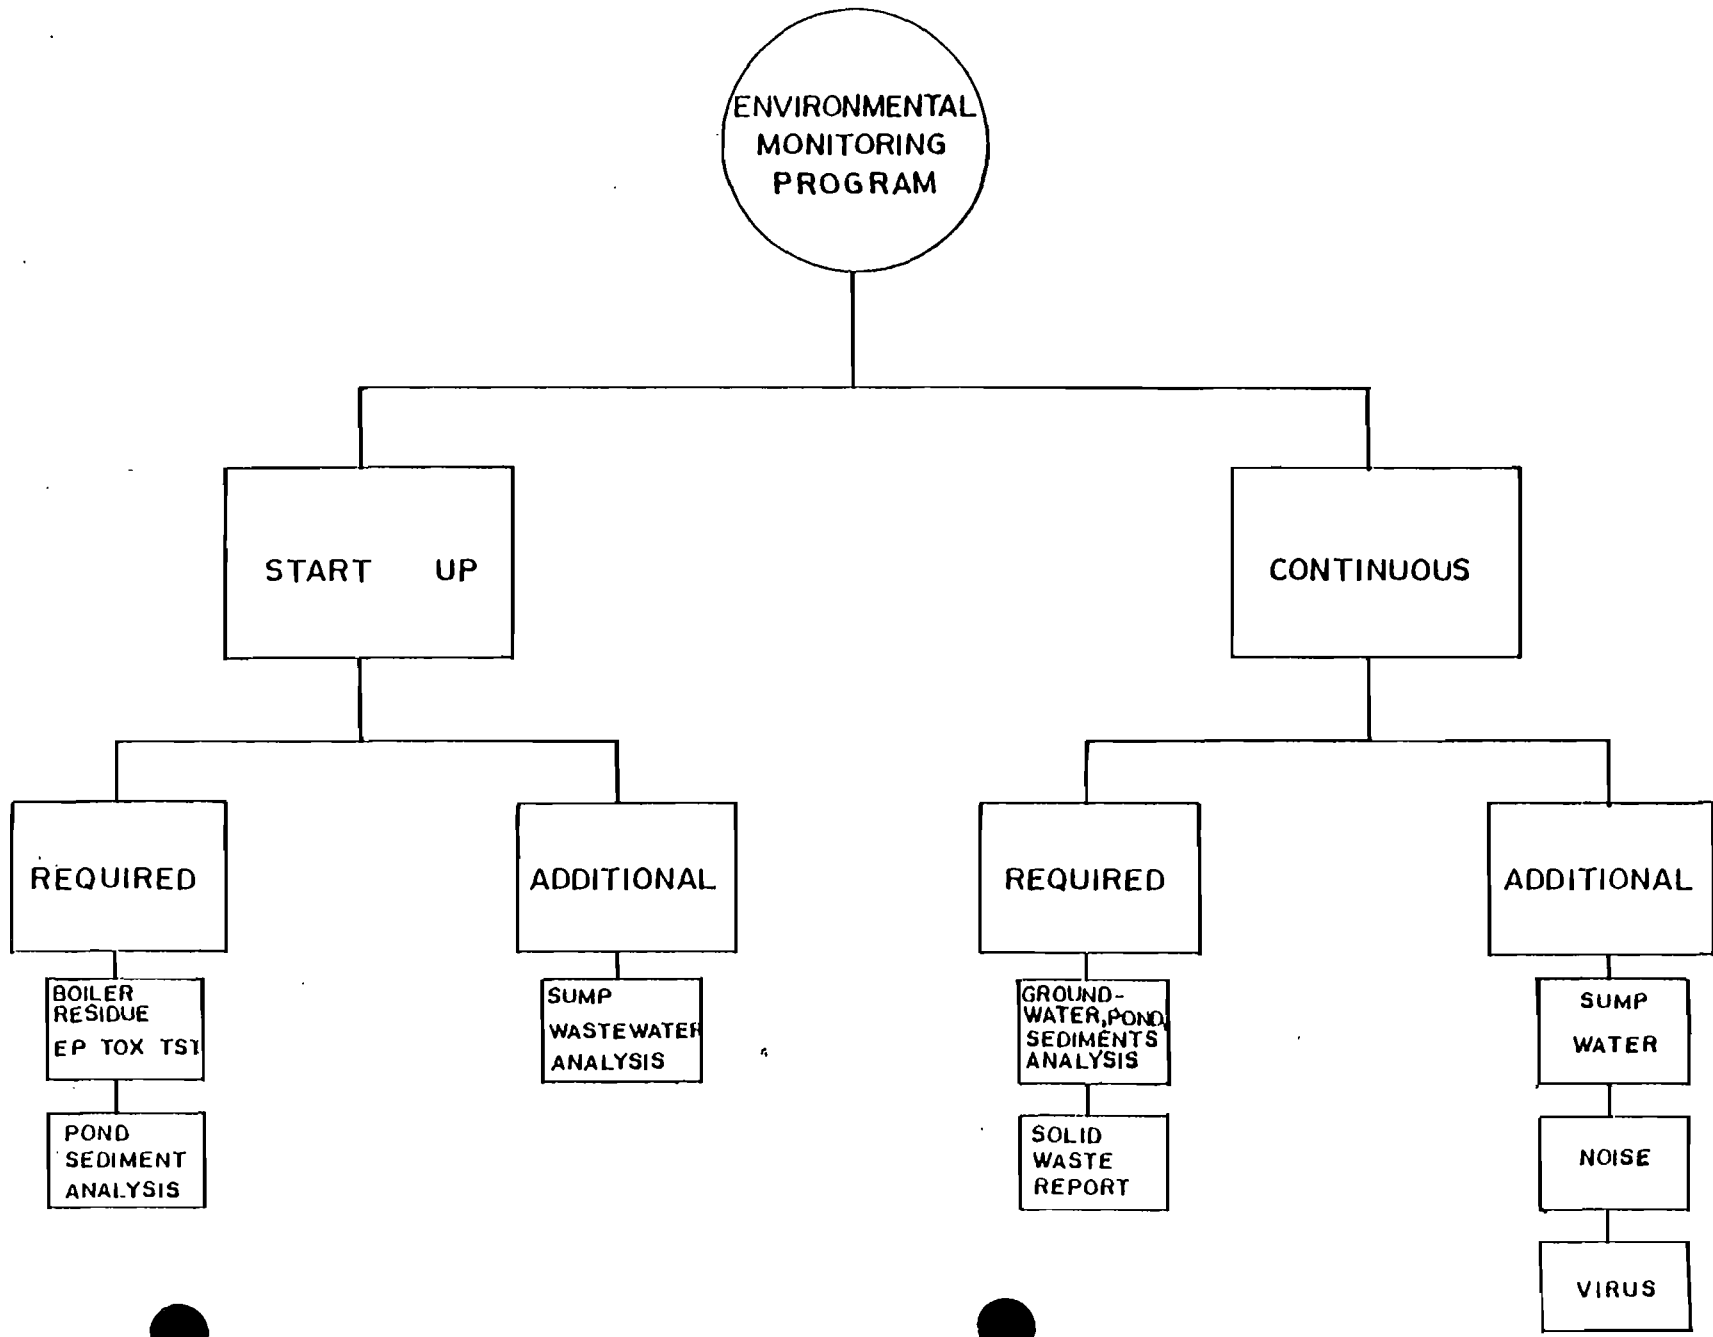 ENVIRONMENTAL
MONITORING
PROGRAM
START UP
CONTINUOUS
REQUIRED
ADDITIONAL
REQUIRED
ADDITIONAL
BOILER
RESIDUE
EP TOX TST
POND
SEDIMENT
ANALYSIS
SUMP
WASTEWATER
ANALYSIS
GROUND-
WATER, POND,
SEDIMENTS
ANALYSIS
SOLID
WASTE
REPORT
SUMP
WATER
NOISE
VIRUS